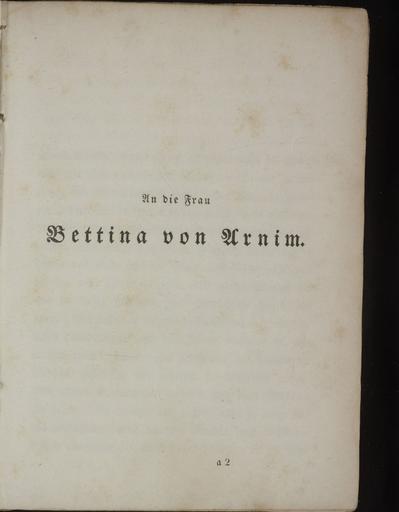 An die Frau
Bettina von Arnim.
a 2